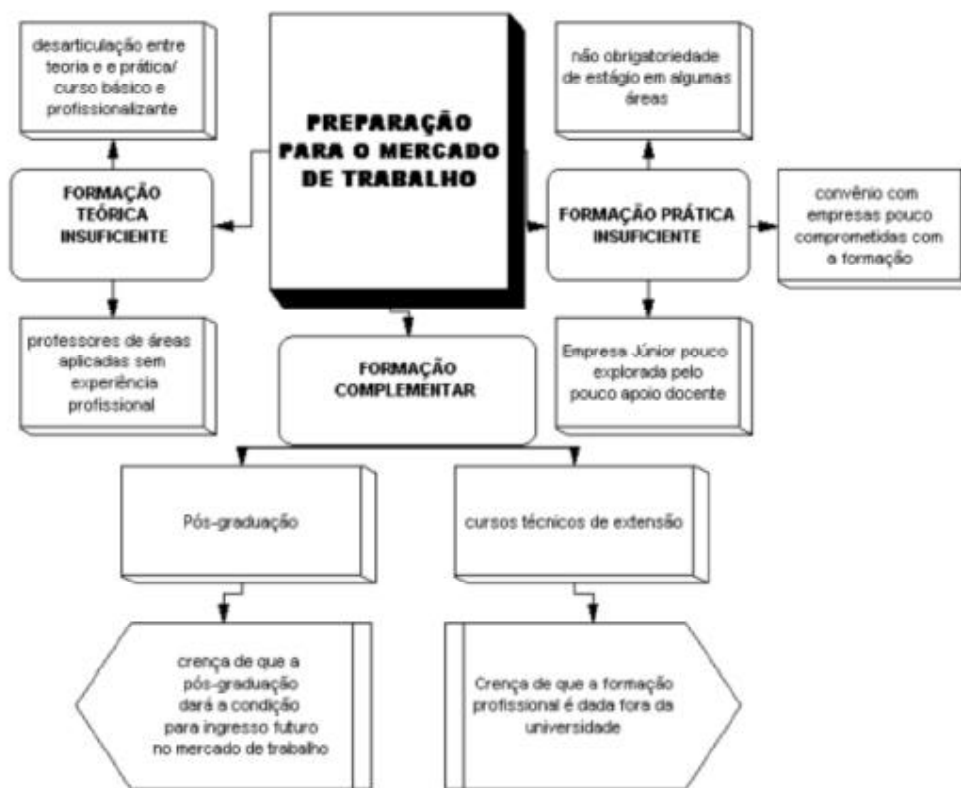 desarticulação entre
teoria e e prática/
curso básico e
profissionalizante
PREPARAÇÃO
PARA O MERCADO
DE TRABALHO
não obrigatoriedade
de estágio em algumas
áreas
FORMAÇÃO
TEÓRICA
INSUFICIENTE
FORMAÇÃO PRÁTICA
INSUFICIENTE
convênio com
empresas pouco
comprometidas com
a formação
professores de áreas
aplicadas sem
experiência
profissional
FORMAÇÃO
COMPLEMENTAR
Empresa Júnior pouco
explorada pelo
pouco apoio docente
Pós-graduação
cursos técnicos de extensão
crença de que a
pós-graduação
dará a condição
para ingresso futuro
no mercado de trabalho
Crença de que a formação
profissional é dada fora da
universidade